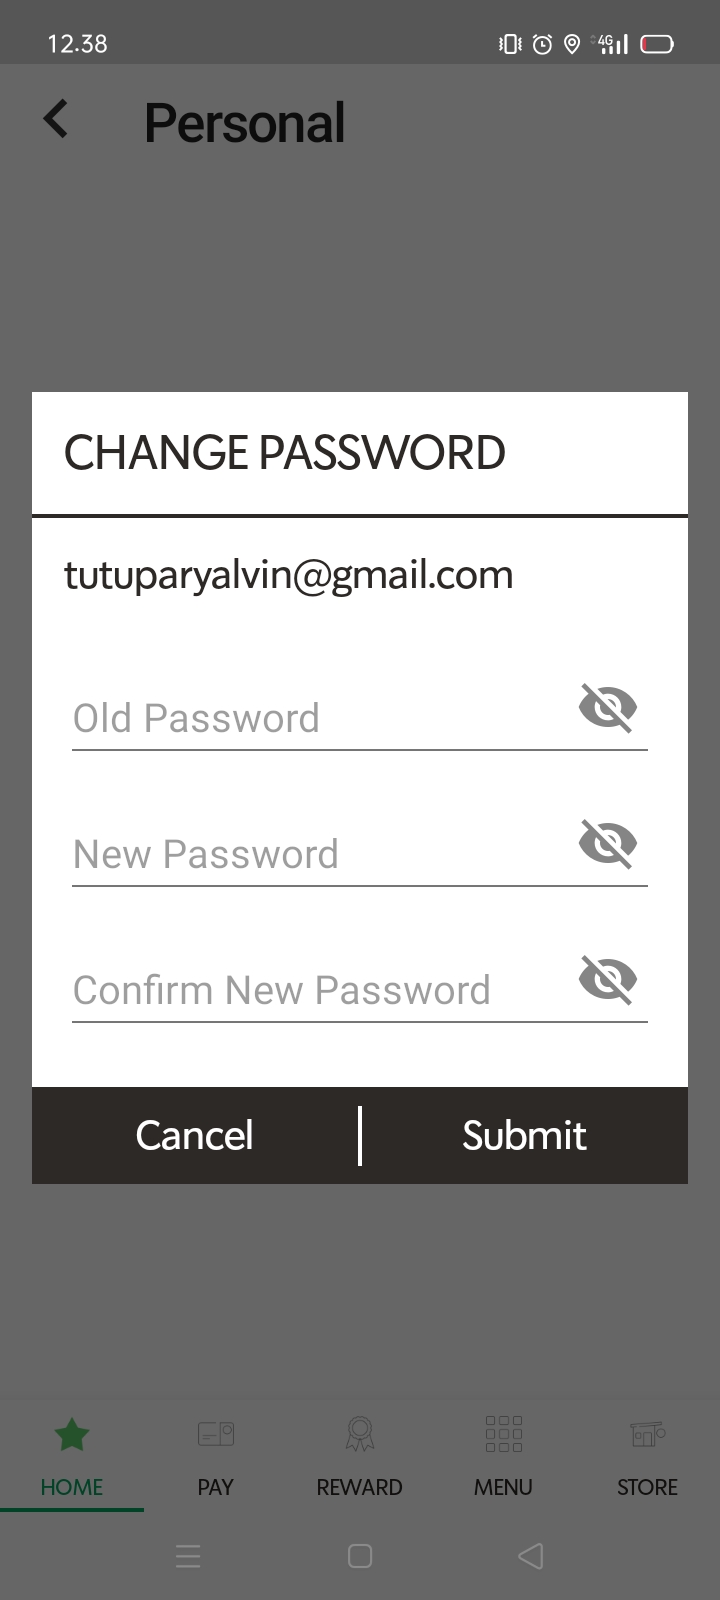 12.38
4G
Personal
CHANGE PASSWORD
tutuparyalvin@gmail.com
Old Password
New Password
Confirm New Password
Cancel
Submit
HOME
PAY
REWARD
MENU
STORE